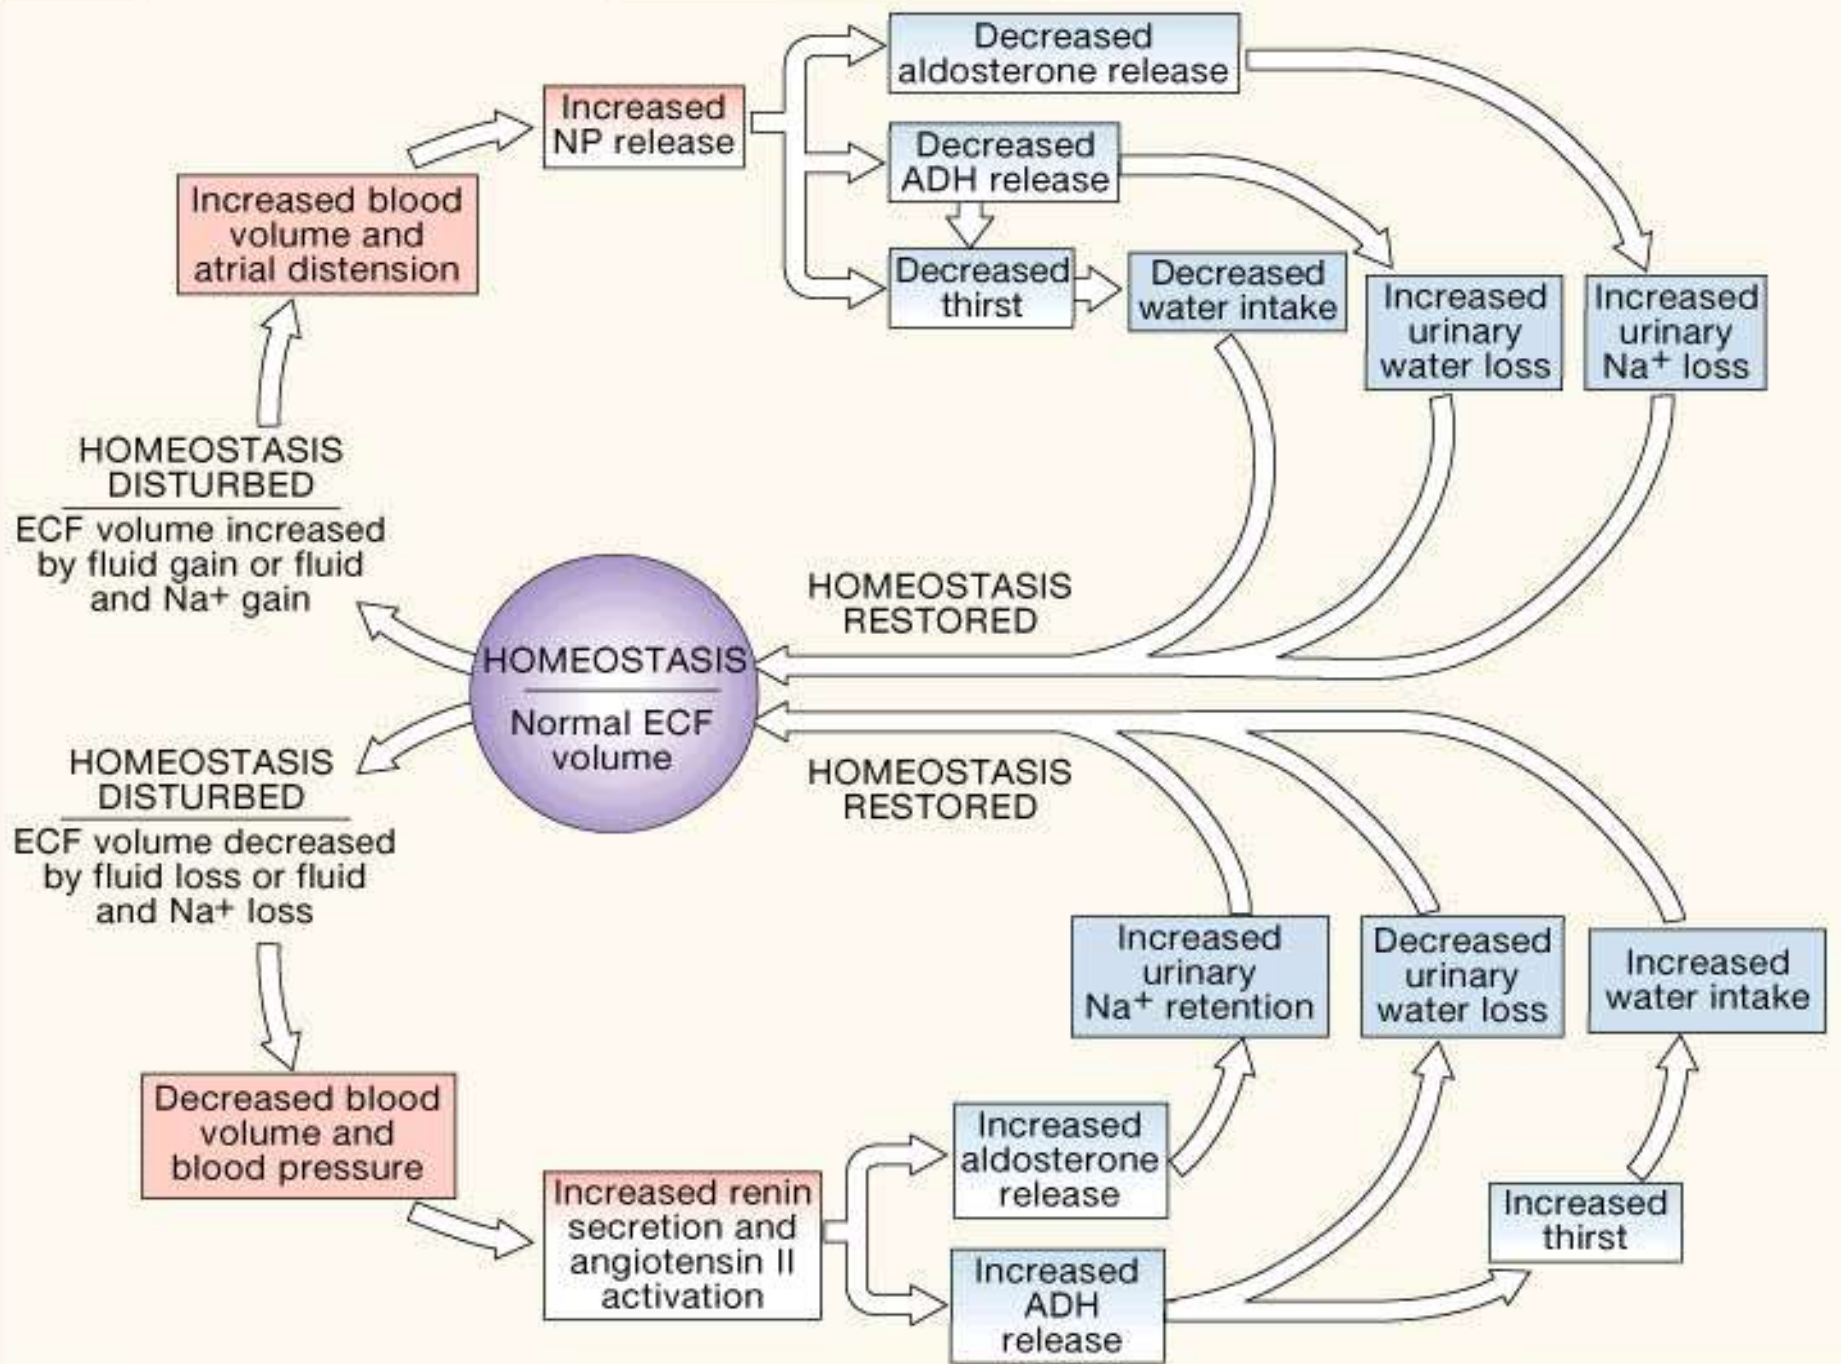 Decreased
aldosterone release
Increased
NP release
Decreased
ADH release
Increased blood
volume and
atrial distension
Decreased
thirst
Decreased
water intake
Increased
urinary
water loss
Increased
urinary
Na+ loss
HOMEOSTASIS
DISTURBED
ECF volume increased
by fluid gain or fluid
and Na+ gain
HOMEOSTASIS
RESTORED
HOMEOSTASIS
Normal ECF
volume
HOMEOSTASIS
RESTORED
HOMEOSTASIS
DISTURBED
ECF volume decreased
by fluid loss or fluid
and Na+ loss
Increased
urinary
Na+ retention
Decreased
urinary
water loss
Increased
water intake
Decreased blood
volume and
blood pressure
Increased renin
secretion and
angiotensin II
activation
Increased
aldosterone
release
Increased
thirst
Increased
ADH
release